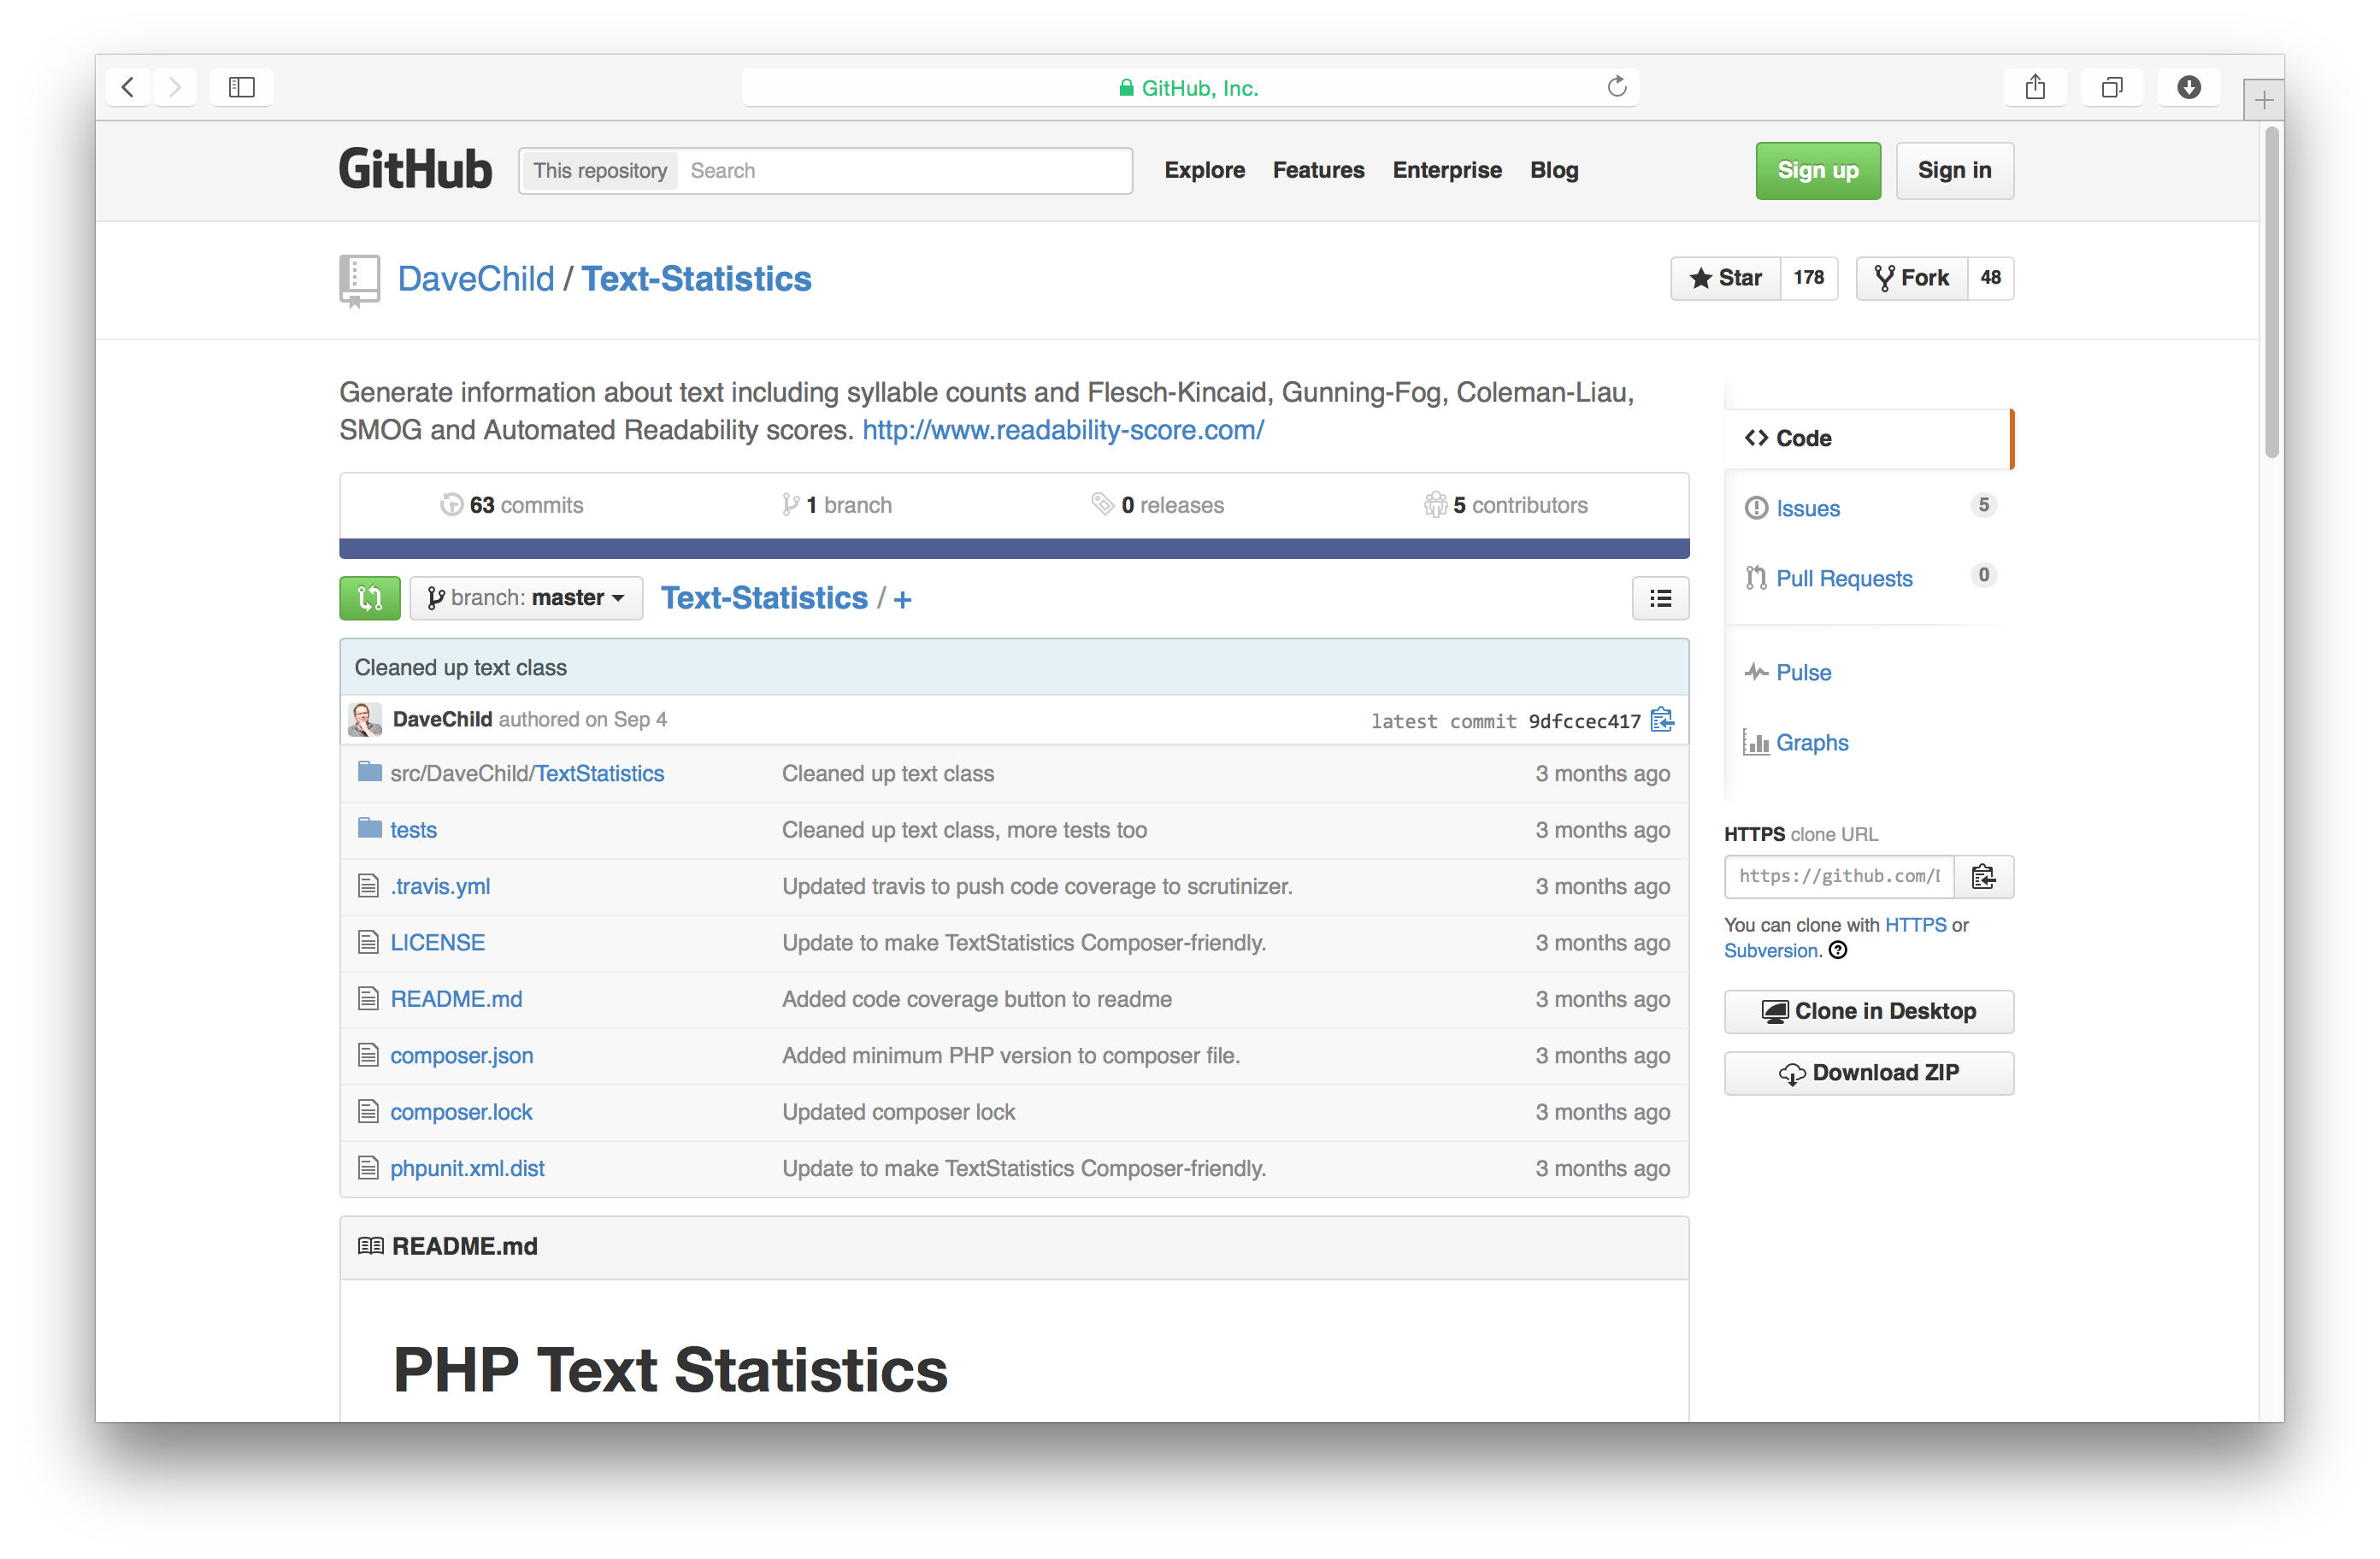 GitHub, Inc.
GitHub This repository Search Explore Features Enterprise Blog Sign up Sign in
DaveChild / Text-Statistics Star 178 Fork 48
Generate information about text including syllable counts and Flesch-Kincaid, Gunning-Fog, Coleman-Liau,
SMOG and Automated Readability scores. http://www.readability-score.com/
63 commits 1 branch 0 releases 5 contributors
branch: master Text-Statistics / +
Cleaned up text class
DaveChild authored on Sep 4 latest commit 9dfccec417
src/DaveChild/TextStatistics Cleaned up text class 3 months ago
tests Cleaned up text class, more tests too 3 months ago
.travis.yml Updated travis to push code coverage to scrutinizer. 3 months ago
LICENSE Update to make TextStatistics Composer-friendly. 3 months ago
README.md Added code coverage button to readme 3 months ago
composer.json Added minimum PHP version to composer file. 3 months ago
composer.lock Updated composer lock 3 months ago
phpunit.xml.dist Update to make TextStatistics Composer-friendly. 3 months ago
README.md
PHP Text Statistics
Code
Issues 5
Pull Requests 0
Pulse
Graphs
HTTPS clone URL
https://github.com/D
You can clone with HTTPS or
Subversion.
Clone in Desktop
Download ZIP